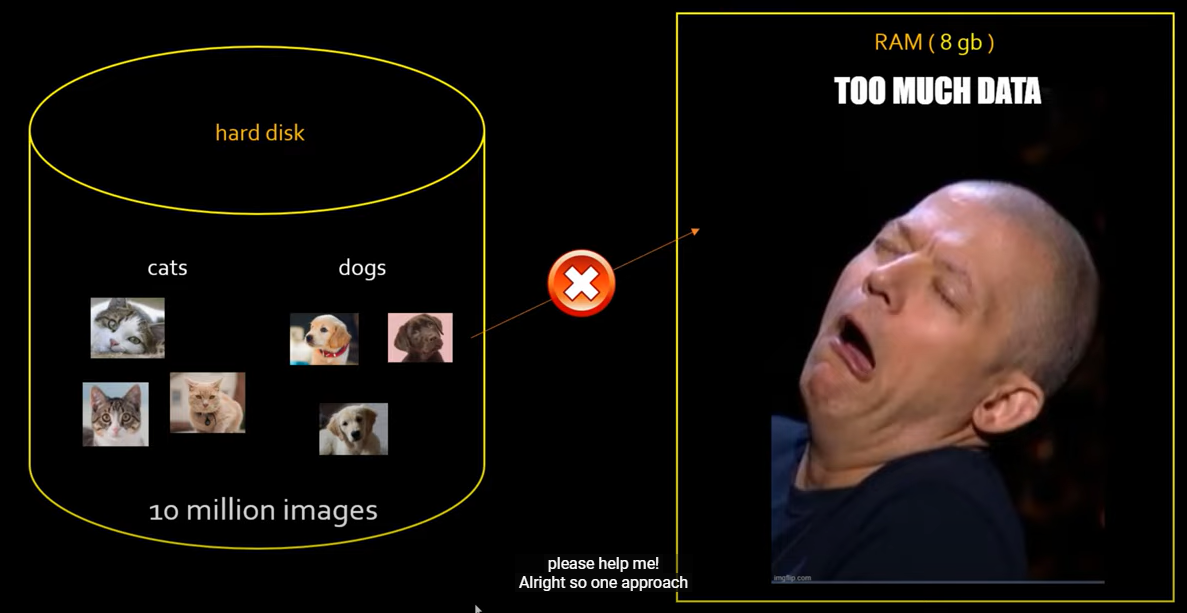 hard disk
cats
dogs
10 million images
RAM ( 8 gb )
TOO MUCH DATA
imgflip.com
please help me!
Alright so one approach